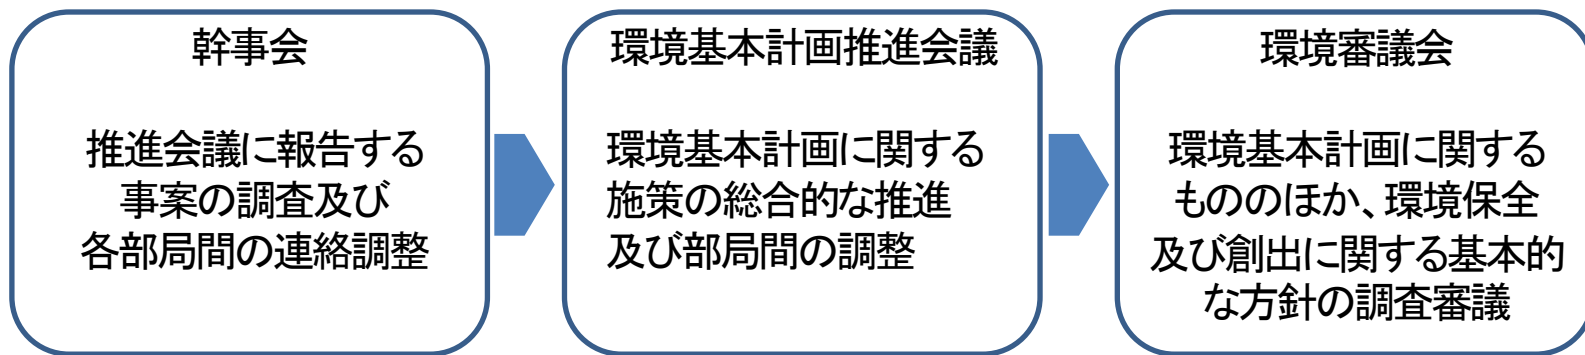 幹事会
推進会議に報告する
事案の調査及び
各部局間の連絡調整
環境基本計画推進会議
環境基本計画に関する
施策の総合的な推進
及び部局間の調整
環境審議会
環境基本計画に関する
もののほか、環境保全
及び創出に関する基本的
な方針の調査審議